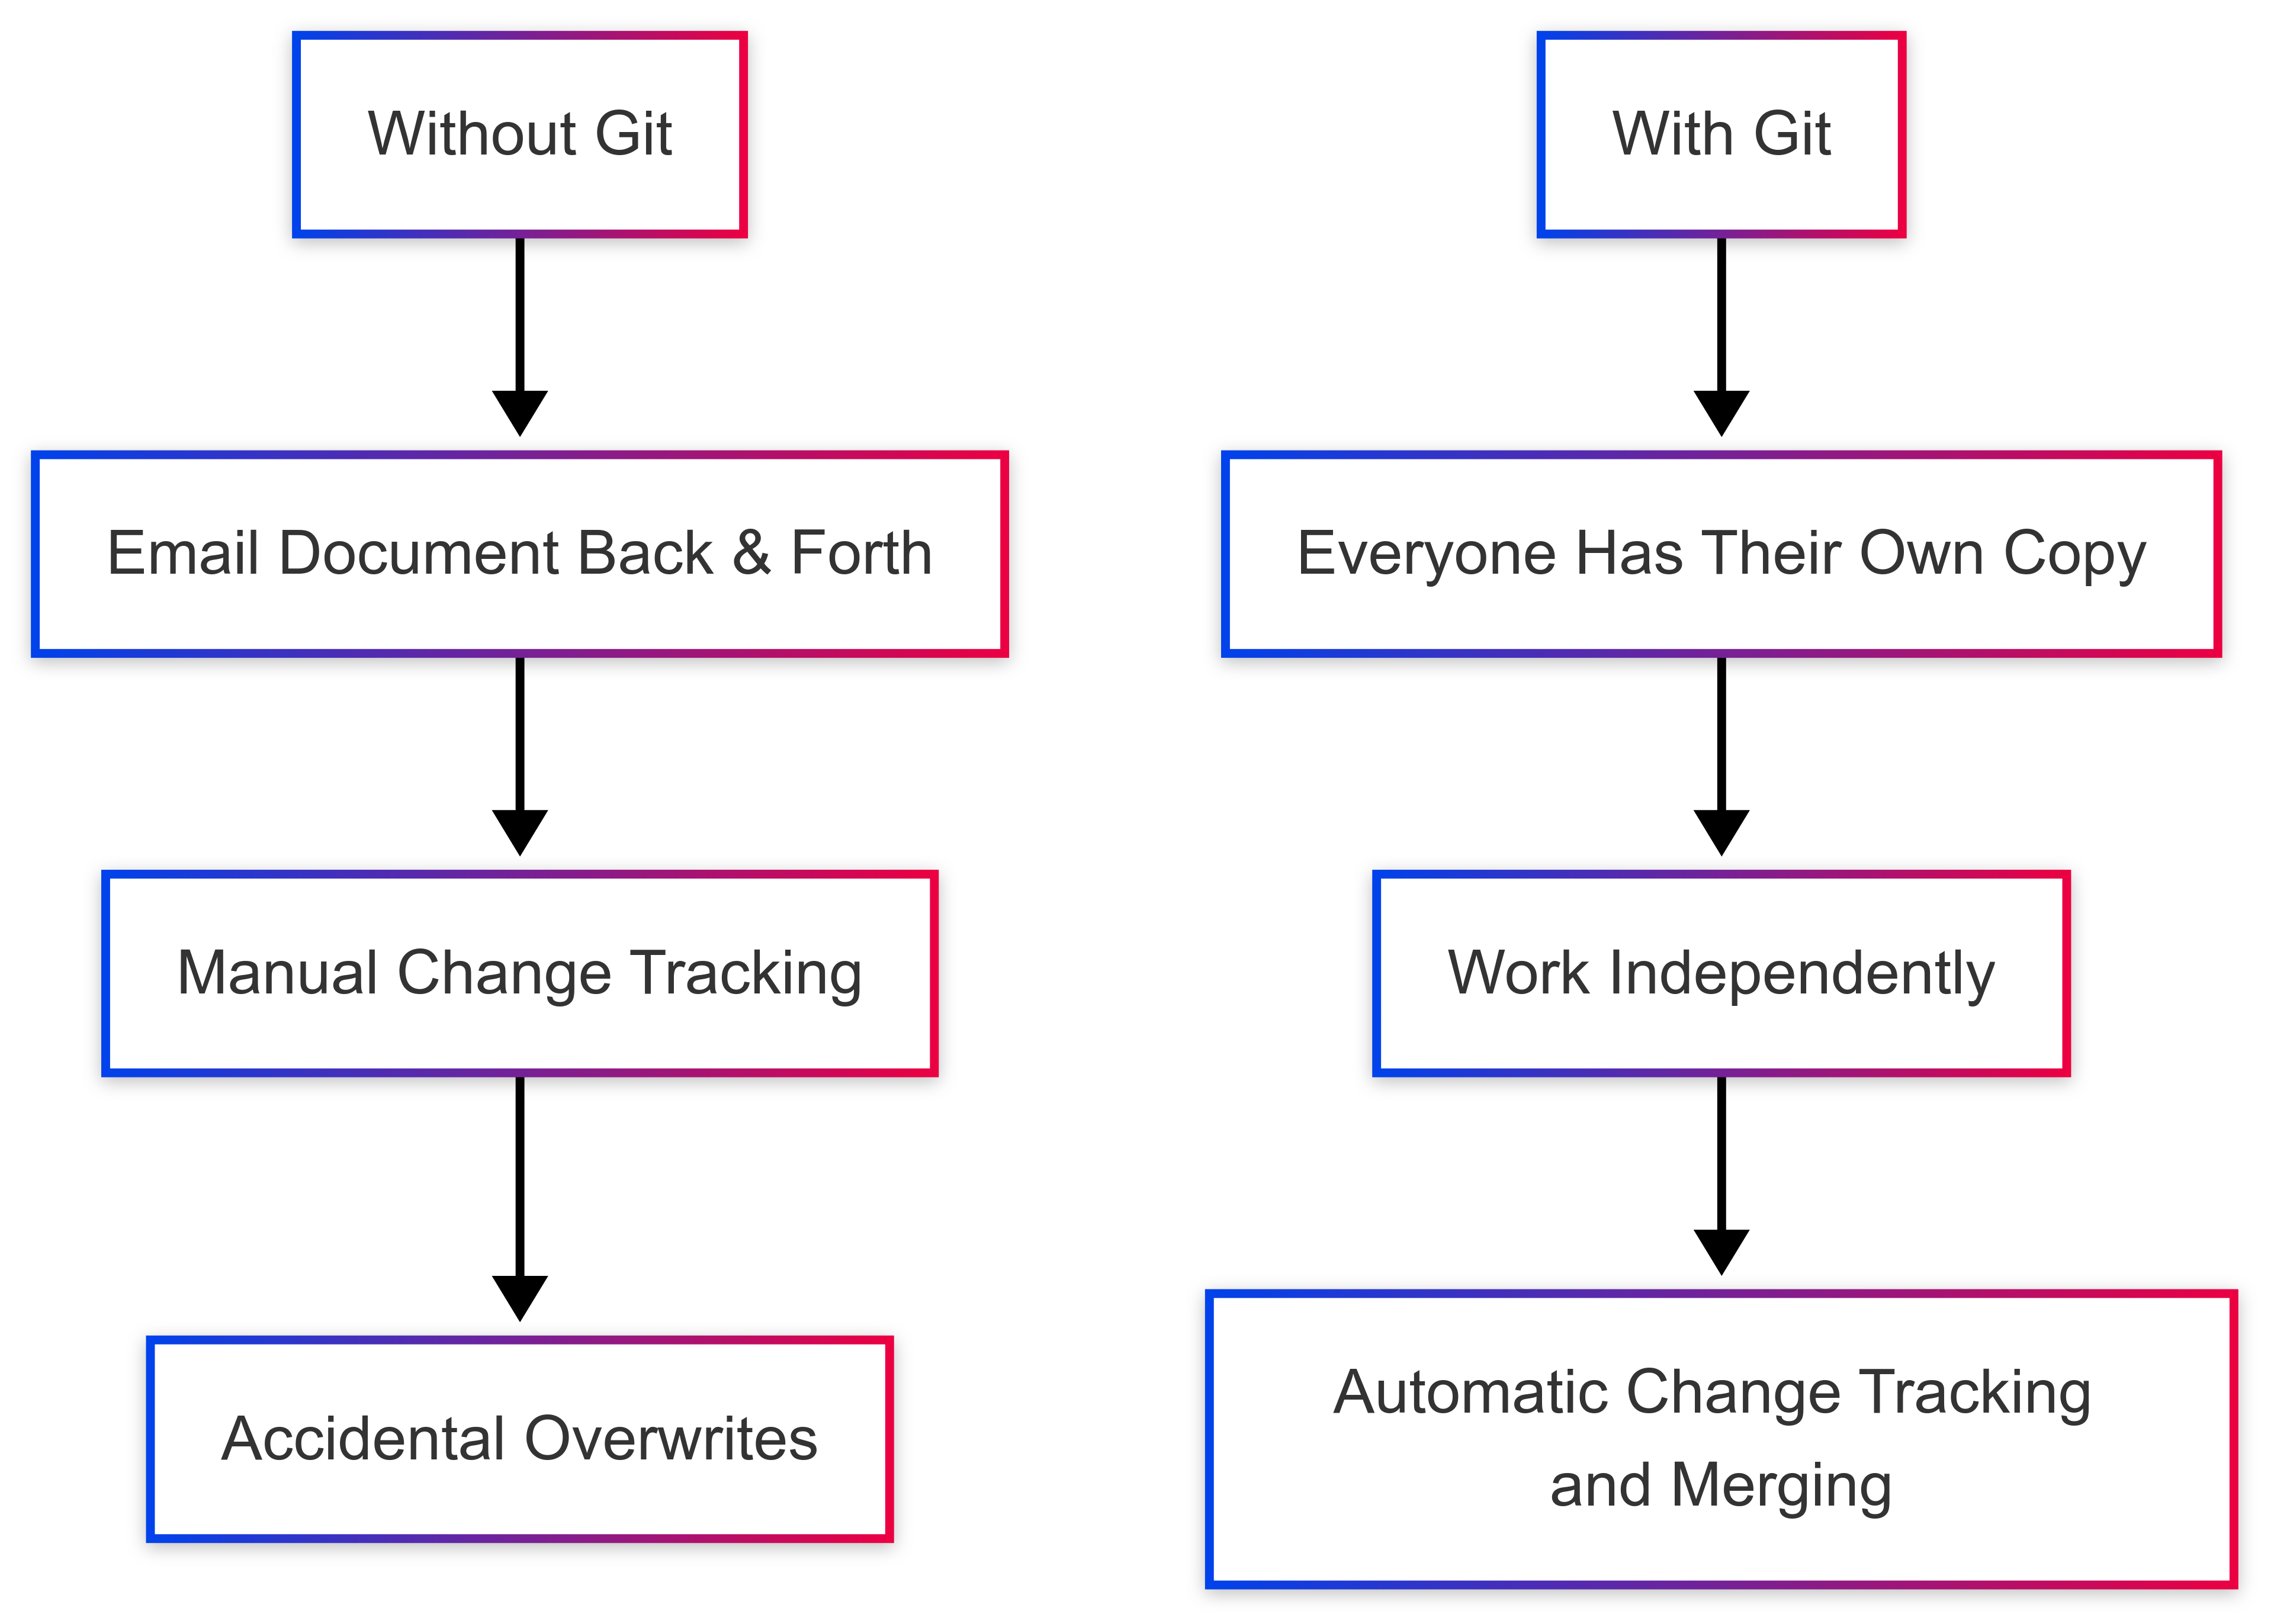 Without Git
Email Document Back & Forth
Manual Change Tracking
Accidental Overwrites
With Git
Everyone Has Their Own Copy
Work Independently
Automatic Change Tracking
and Merging